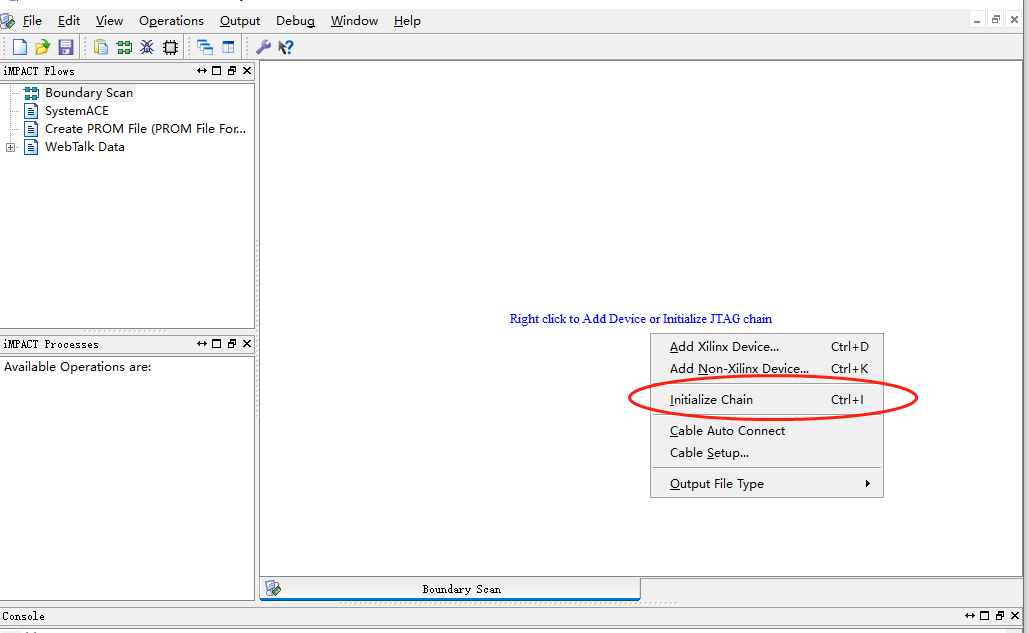 File Edit View Operations Output Debug Window Help
iMPACT Flows
Boundary Scan
SystemACE
Create PROM File (PROM File For...
WebTalk Data
Right click to Add Device or Initialize JTAG chain
iMPACT Processes
Available Operations are:
Add Xilinx Device... Ctrl+D
Add Non-Xilinx Device... Ctrl+K
Initialize Chain Ctrl+I
Cable Auto Connect
Cable Setup...
Output File Type
Boundary Scan
Console